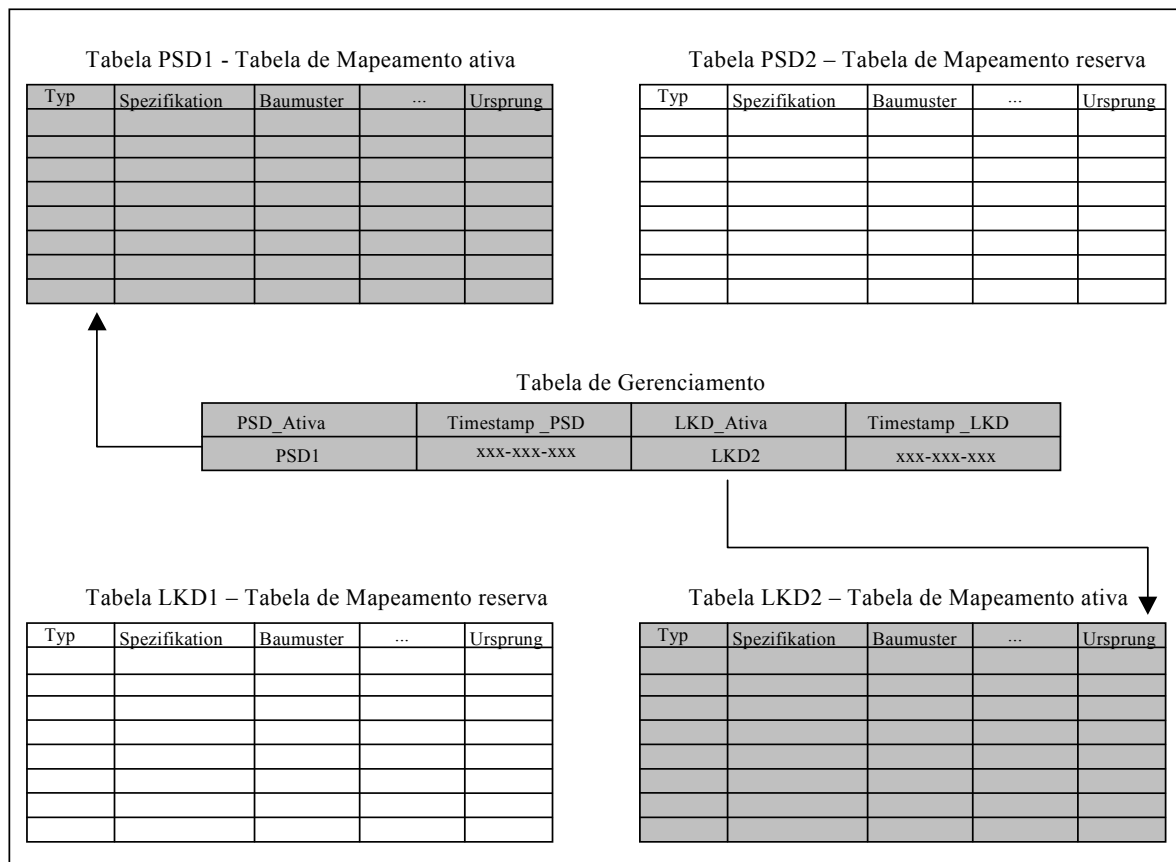 Tabela PSD1 - Tabela de Mapeamento ativa
Typ Spezifikation Baumuster ... Ursprung
Tabela PSD2 – Tabela de Mapeamento reserva
Typ Spezifikation Baumuster ... Ursprung
Tabela de Gerenciamento
PSD_Ativa Timestamp _PSD LKD_Ativa Timestamp _LKD
PSD1 xxx-xxx-xxx LKD2 xxx-xxx-xxx
Tabela LKD1 – Tabela de Mapeamento reserva
Typ Spezifikation Baumuster ... Ursprung
Tabela LKD2 – Tabela de Mapeamento ativa
Typ Spezifikation Baumuster ... Ursprung